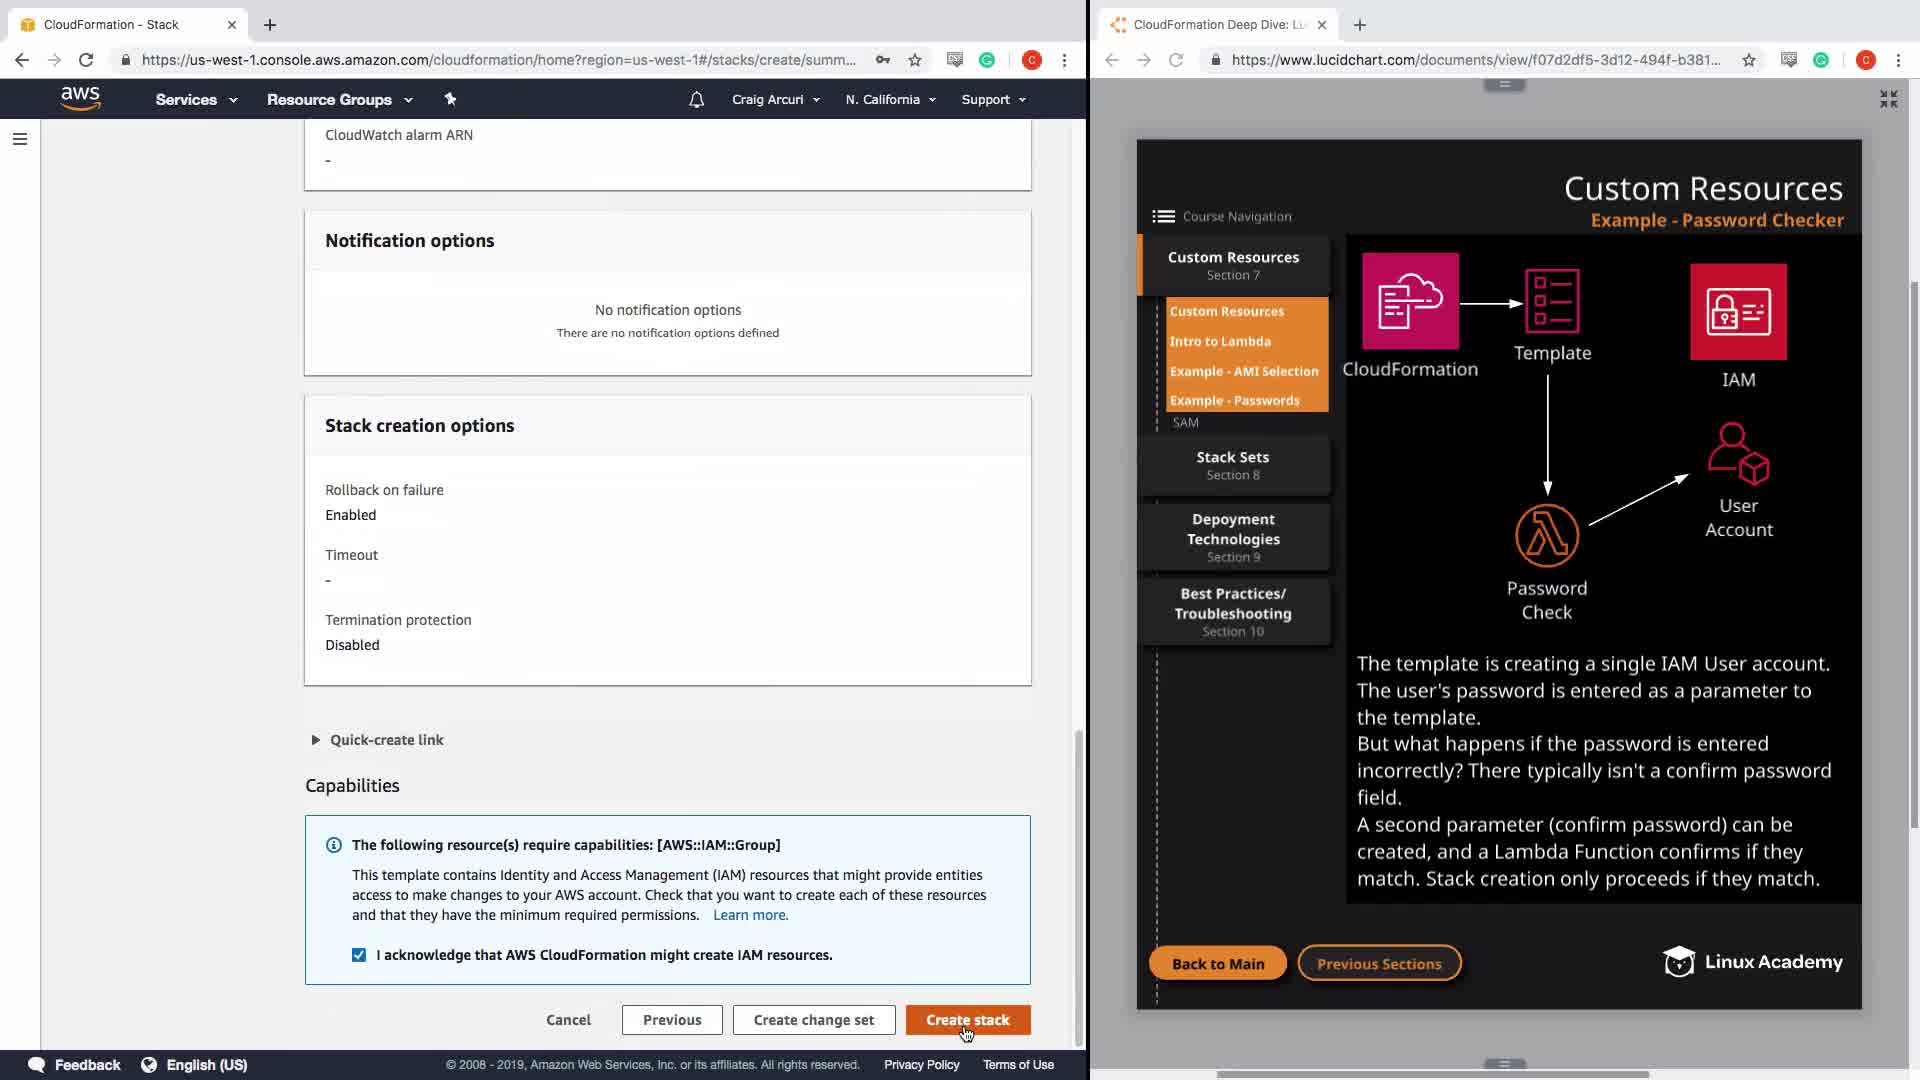 CloudFormation - Stack
https://us-west-1.console.aws.amazon.com/cloudformation/home?region=us-west-1#/stacks/create/summ...
C
aws
Services
Resource Groups
Craig Arcuri
N. California
Support
CloudWatch alarm ARN
-
Notification options
No notification options
There are no notification options defined
Stack creation options
Rollback on failure
Enabled
Timeout
-
Termination protection
Disabled
Quick-create link
Capabilities
The following resource(s) require capabilities: [AWS::IAM::Group]
This template contains Identity and Access Management (IAM) resources that might provide entities
access to make changes to your AWS account. Check that you want to create each of these resources
and that they have the minimum required permissions. Learn more.
I acknowledge that AWS CloudFormation might create IAM resources.
Cancel
Previous
Create change set
Create stack
Feedback
English (US)
© 2008 - 2019, Amazon Web Services, Inc. or its affiliates. All rights reserved.
Privacy Policy
Terms of Use
CloudFormation Deep Dive: Lu
https://www.lucidchart.com/documents/view/f07d2df5-3d12-494f-b381...
C
Custom Resources
Example - Password Checker
Course Navigation
Custom Resources
Section 7
Custom Resources
Intro to Lambda
Example - AMI Selection
Example - Passwords
SAM
Stack Sets
Section 8
Depoyment
Technologies
Section 9
Best Practices/
Troubleshooting
Section 10
CloudFormation
Template
IAM
User
Account
Password
Check
The template is creating a single IAM User account.
The user's password is entered as a parameter to
the template.
But what happens if the password is entered
incorrectly? There typically isn't a confirm password
field.
A second parameter (confirm password) can be
created, and a Lambda Function confirms if they
match. Stack creation only proceeds if they match.
Back to Main
Previous Sections
Linux Academy